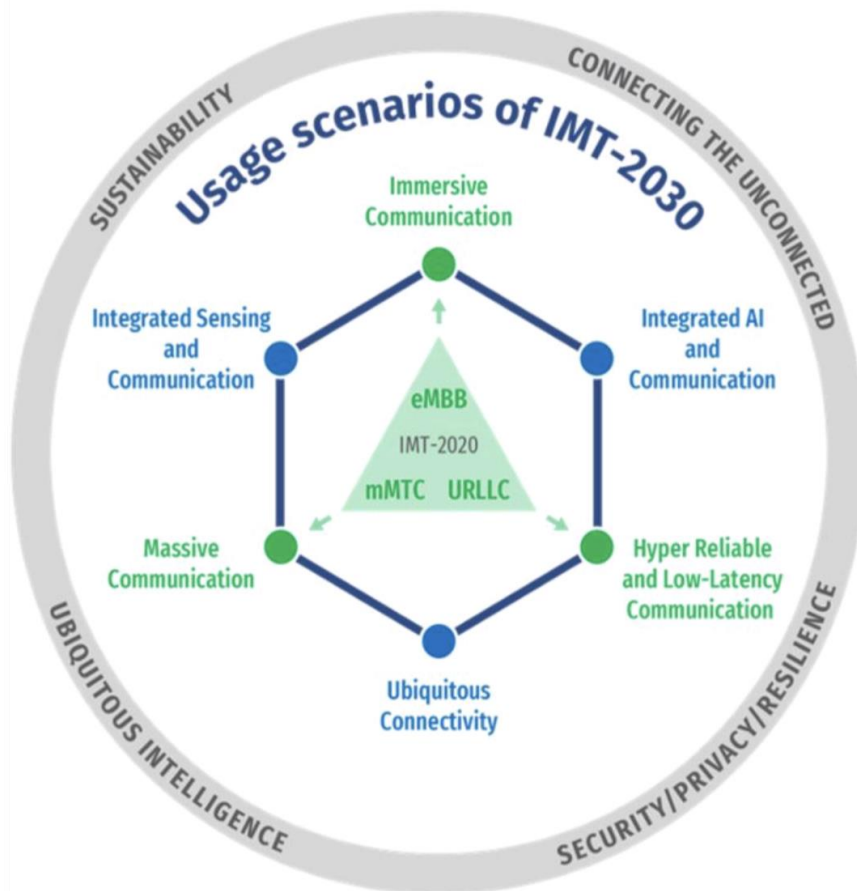 SUSTAINABILITY
CONNECTING THE UNCONNECTED
Usage scenarios of IMT-2030
Immersive
Communication
Integrated Sensing
and
Communication
Integrated AI
and
Communication
eMBB
IMT-2020
mMTC URLLC
Massive
Communication
Hyper Reliable
and Low-Latency
Communication
Ubiquitous
Connectivity
UBIQUITOUS INTELLIGENCE
SECURITY/PRIVACY/RESILIENCE